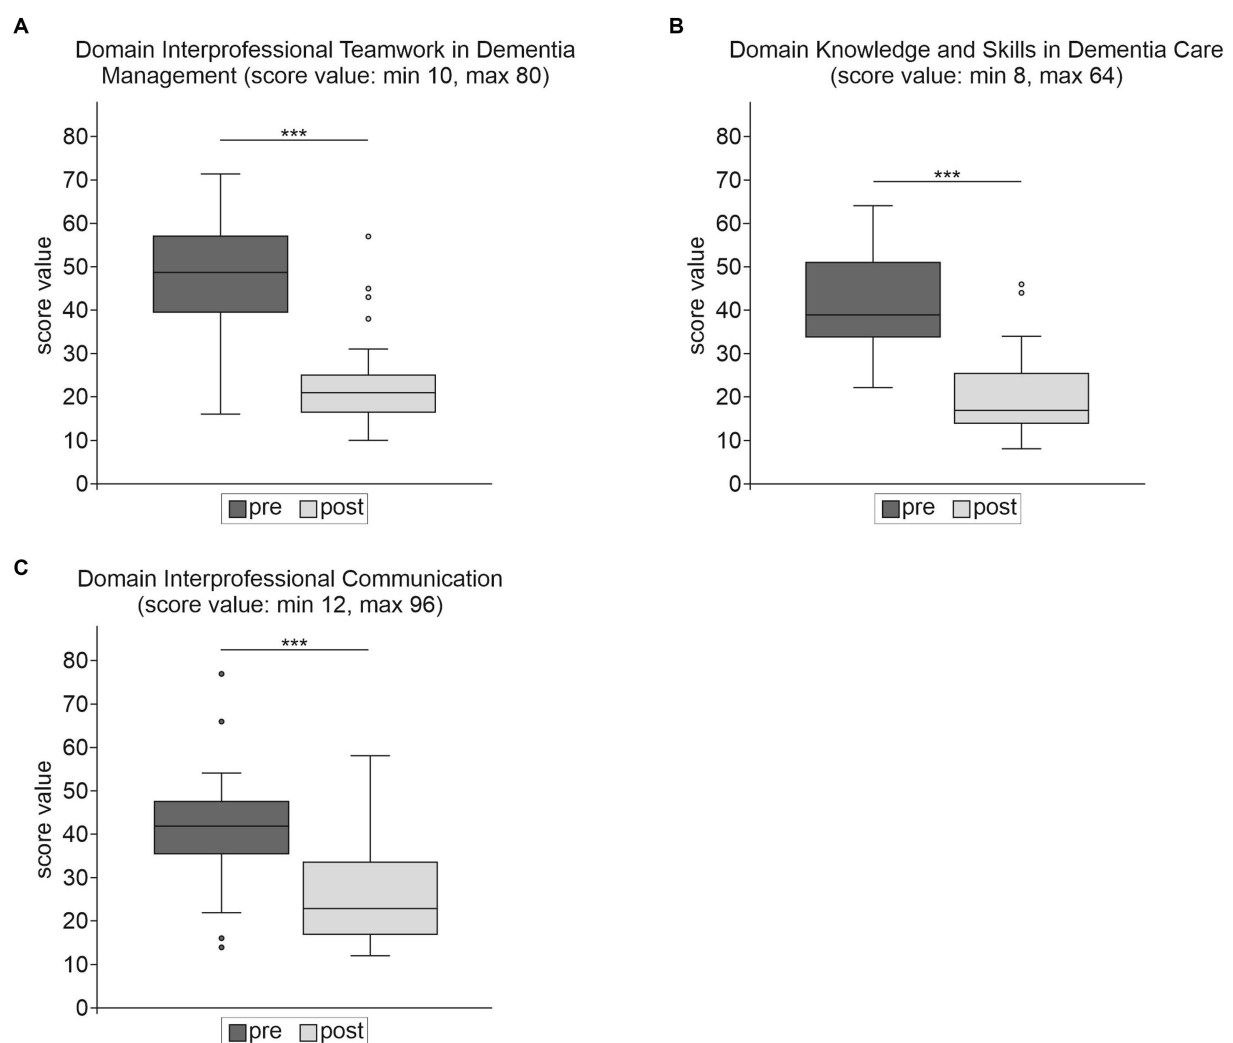 A
Domain Interprofessional Teamwork in Dementia
Management (score value: min 10, max 80)
***
80
70
60
50
40
30
20
10
0
score value
pre post
B
Domain Knowledge and Skills in Dementia Care
(score value: min 8, max 64)
***
80
70
60
50
40
30
20
10
0
score value
pre post
C
Domain Interprofessional Communication
(score value: min 12, max 96)
***
80
70
60
50
40
30
20
10
0
score value
pre post